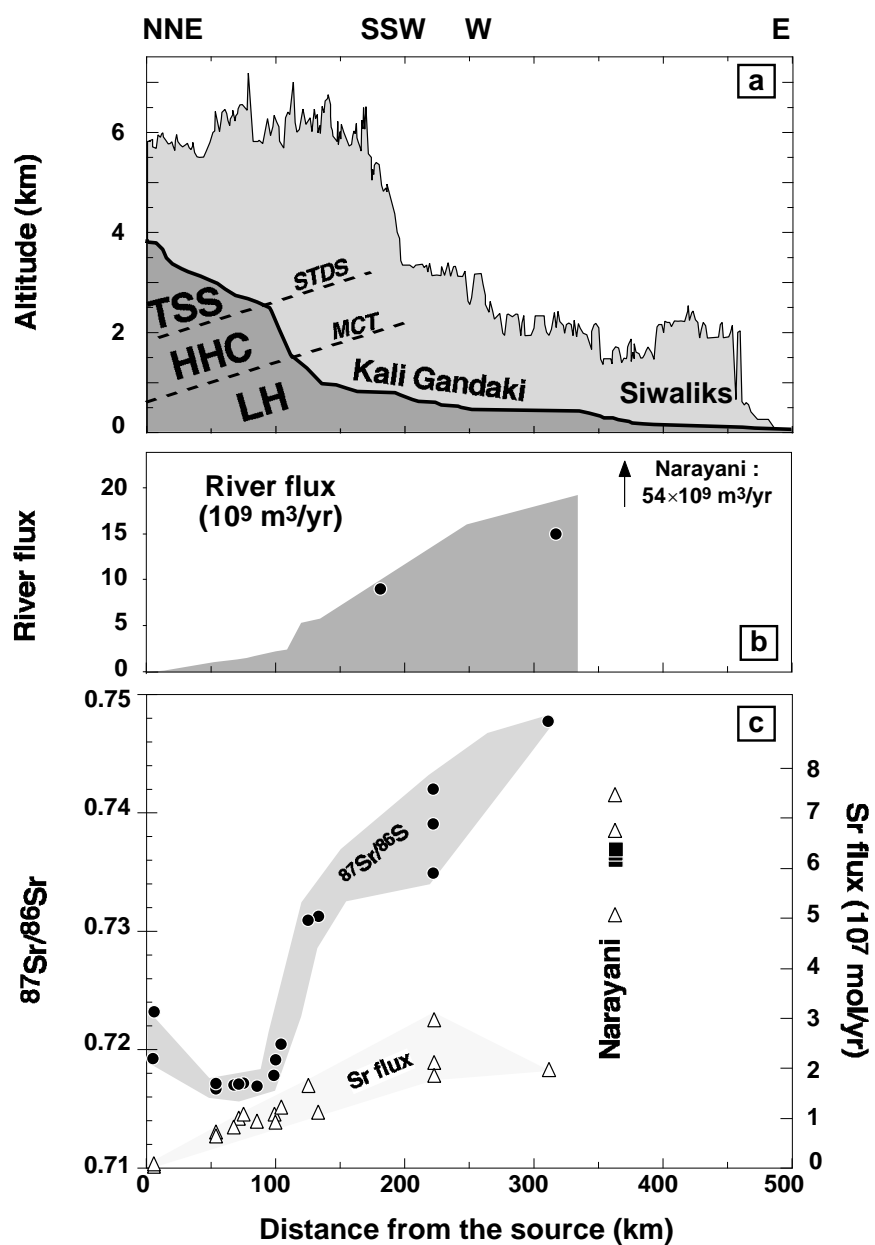 NNE SSW W E
a
Altitude (km)
6
4
2
0
STDS
TSS
MCT
HHC
LH
Kali Gandaki
Siwaliks
b
River flux
20
15
10
5
0
River flux
(10⁹ m³/yr)
Narayani :
54×10⁹ m³/yr
c
⁸⁷Sr/⁸⁶Sr
0.75
0.74
0.73
0.72
0.71
⁸⁷Sr/⁸⁶S
Sr flux
Narayani
8
7
6
5
4
3
2
1
0
Sr flux (10⁷ mol/yr)
0 100 200 300 400 500
Distance from the source (km)